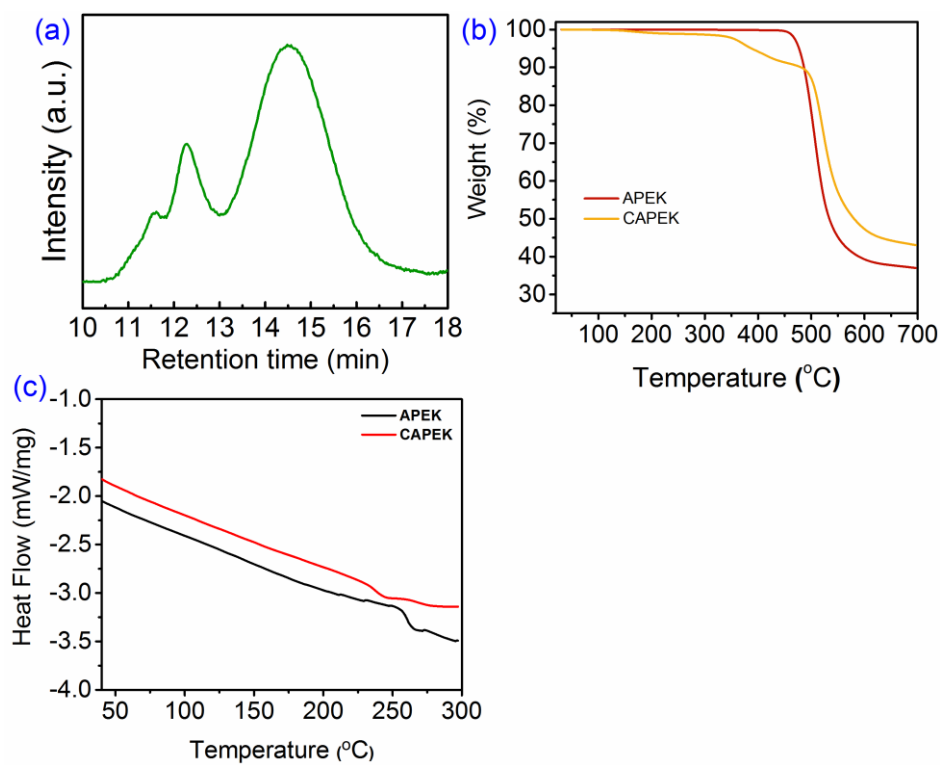 (a)
Intensity (a.u.)
10 11 12 13 14 15 16 17 18
Retention time (min)
(b)
100
90
80
70
60
50
40
30
Weight (%)
APEK
CAPEK
100 200 300 400 500 600 700
Temperature (°C)
(c)
-1.0
-1.5
-2.0
-2.5
-3.0
-3.5
-4.0
Heat Flow (mW/mg)
APEK
CAPEK
50 100 150 200 250 300
Temperature (°C)